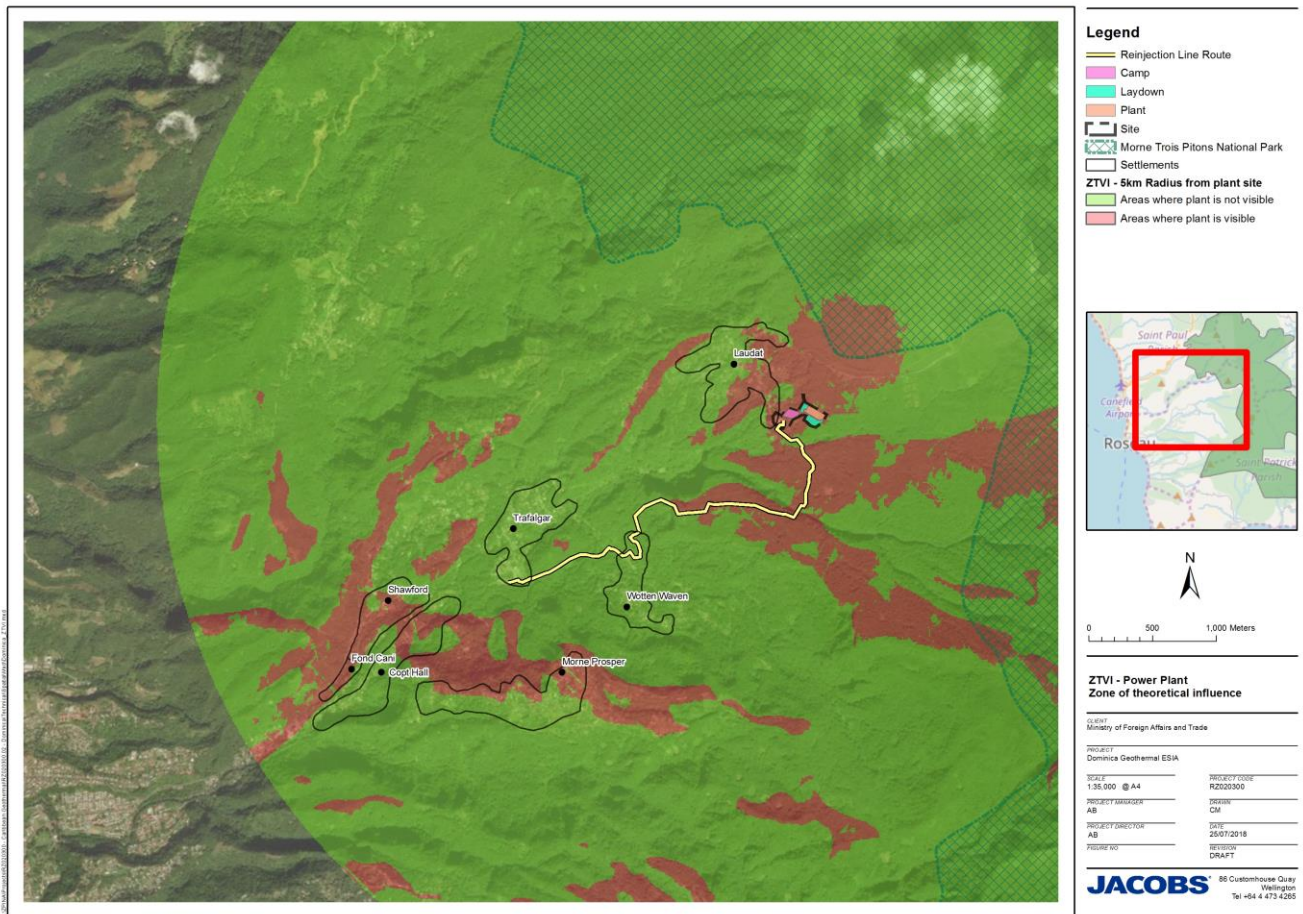 Laudat
Trafalgar
Shawford
Wotten Waven
Fond Cani
Copt Hall
Morne Prosper
Legend
Reinjection Line Route
Camp
Laydown
Plant
Site
Morne Trois Pitons National Park
Settlements
ZTVI - 5km Radius from plant site
Areas where plant is not visible
Areas where plant is visible
Saint Paul
Canefield
Airport
Saint Patrick
Parish
N
0 500 1,000 Meters
ZTVI - Power Plant
Zone of theoretical influence
CLIENT
Ministry of Foreign Affairs and Trade
PROJECT
Dominica Geothermal ESIA
SCALE PROJECT CODE
1:35,000 @ A4 RZ020300
PROJECT MANAGER DRAWN
AB CM
PROJECT DIRECTOR DATE
AB 25/07/2018
FIGURE NO REVISION
DRAFT
JACOBS
86 Customhouse Quay
Wellington
Tel +64 4 473 4265